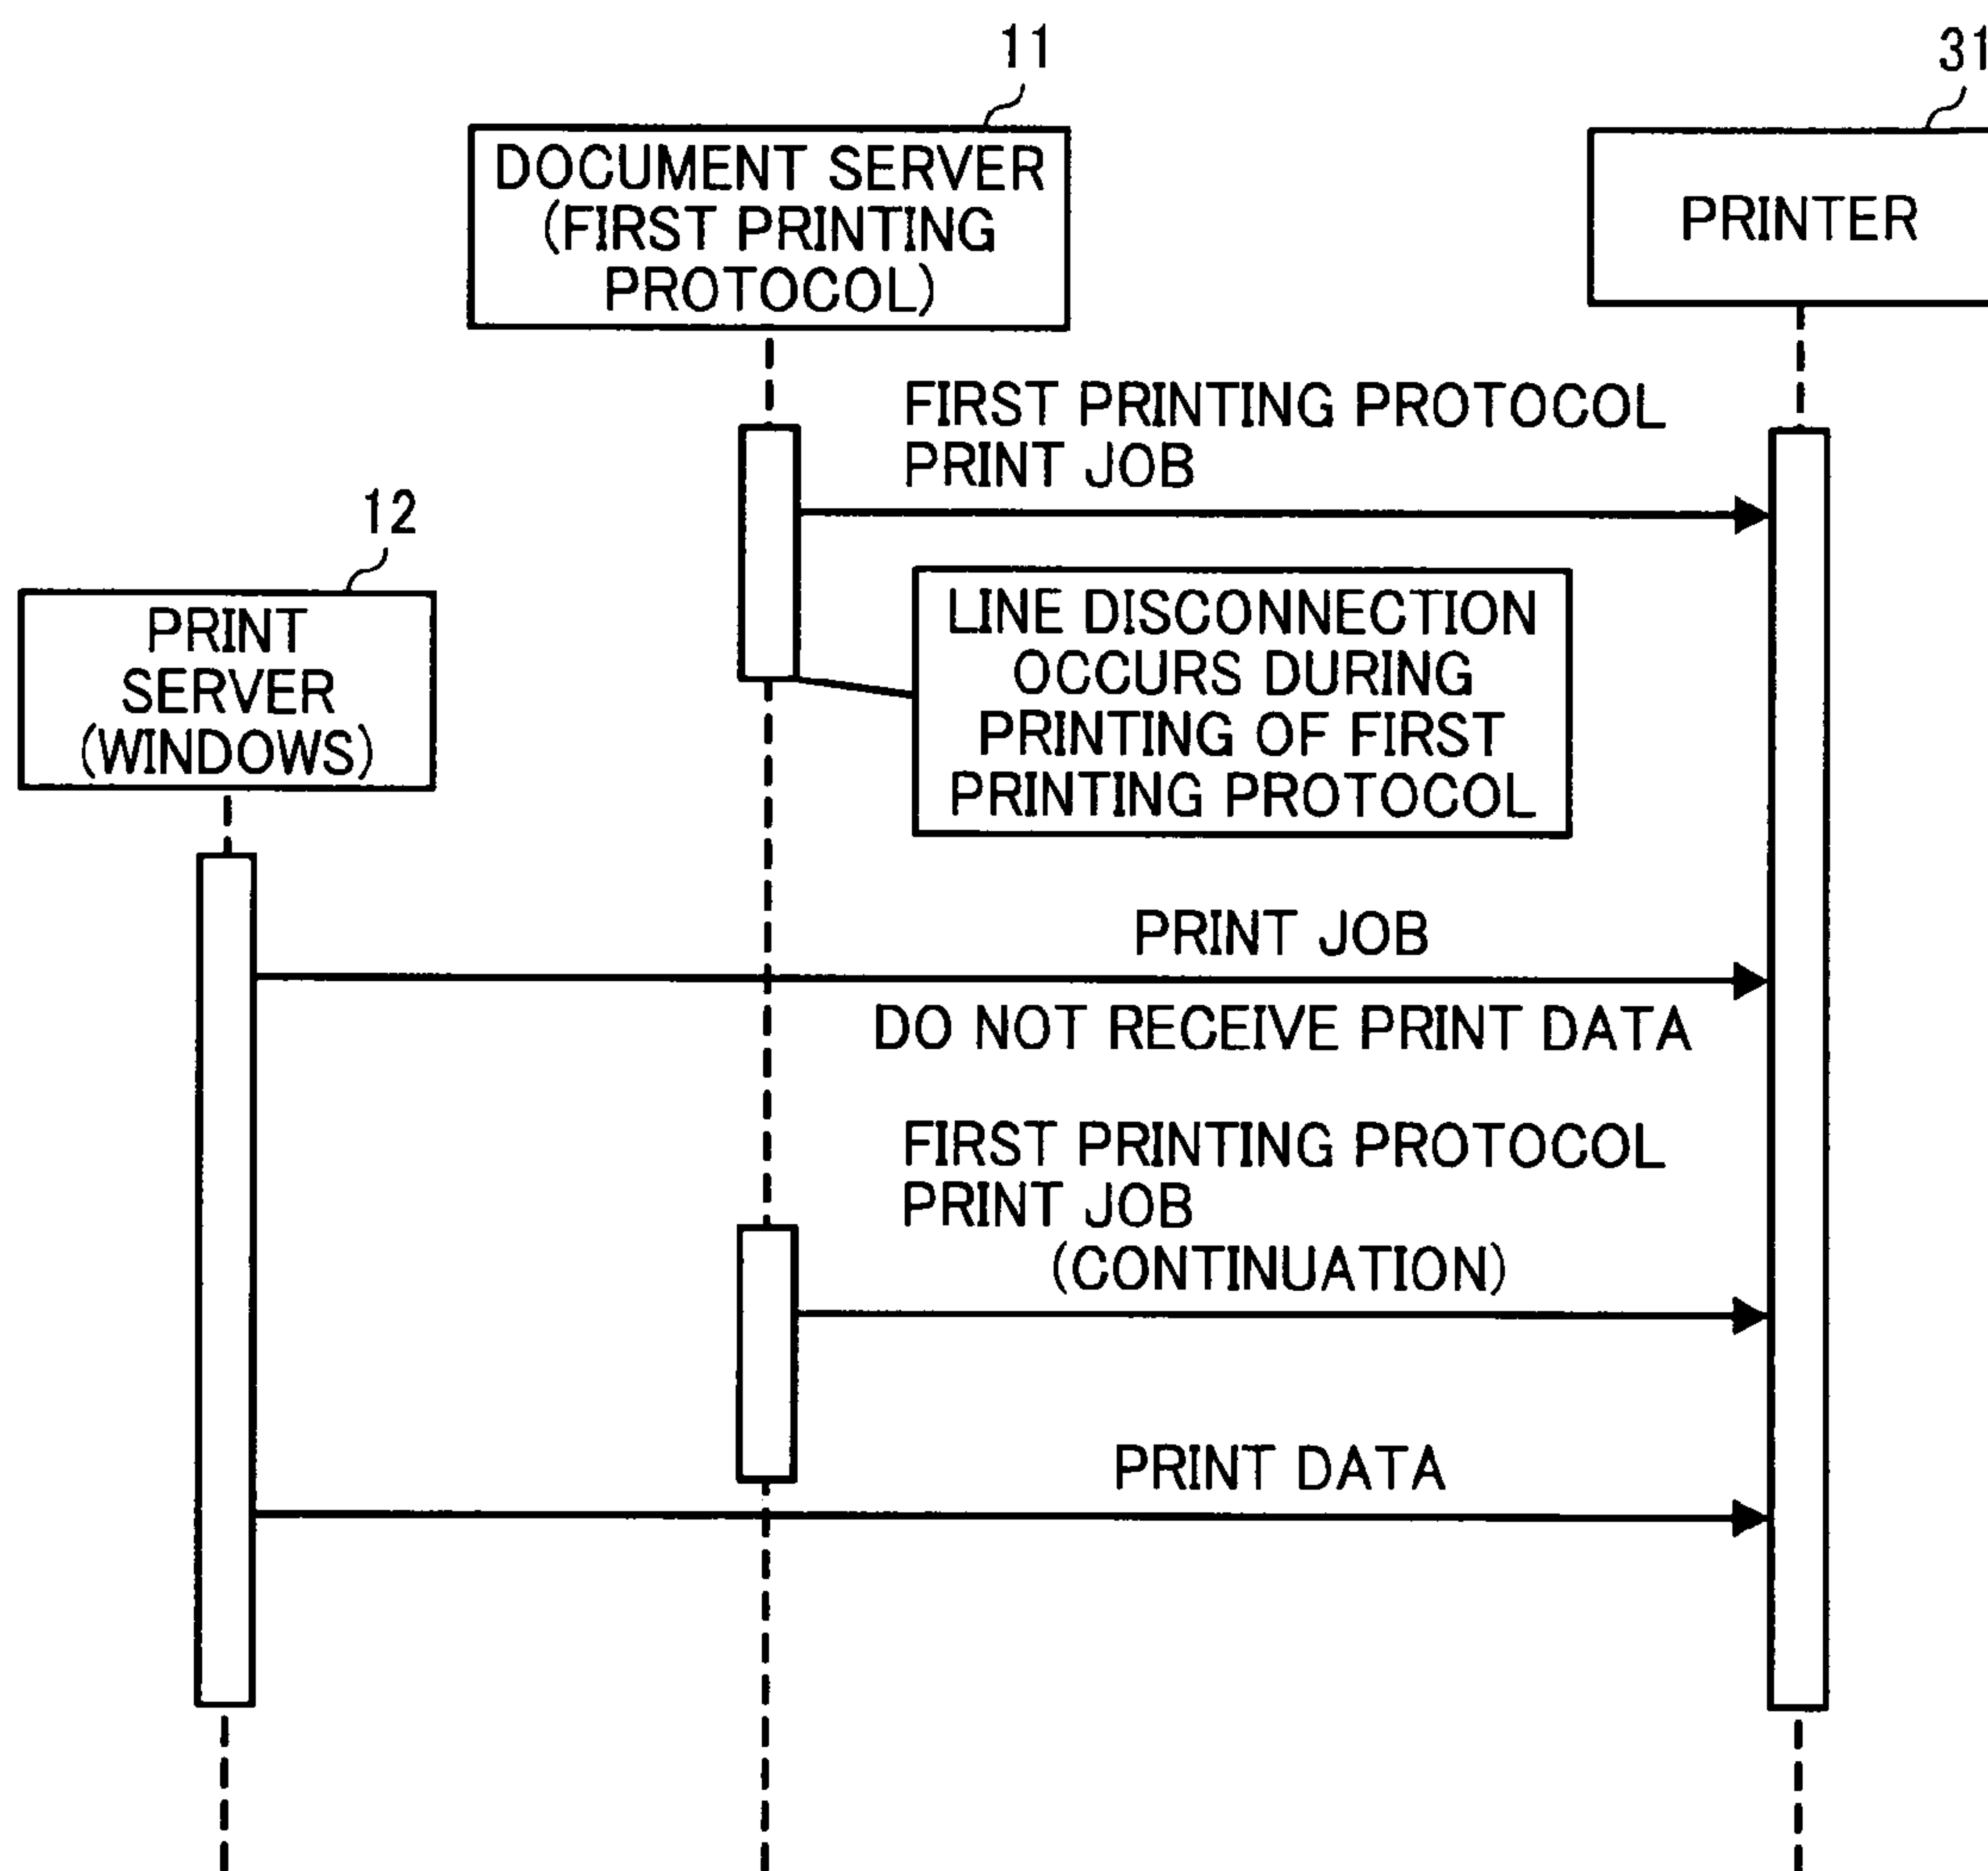 11
31
DOCUMENT SERVER
(FIRST PRINTING
PROTOCOL)
PRINTER
FIRST PRINTING PROTOCOL
PRINT JOB
12
PRINT
SERVER
(WINDOWS)
LINE DISCONNECTION
OCCURS DURING
PRINTING OF FIRST
PRINTING PROTOCOL
PRINT JOB
DO NOT RECEIVE PRINT DATA
FIRST PRINTING PROTOCOL
PRINT JOB
(CONTINUATION)
PRINT DATA